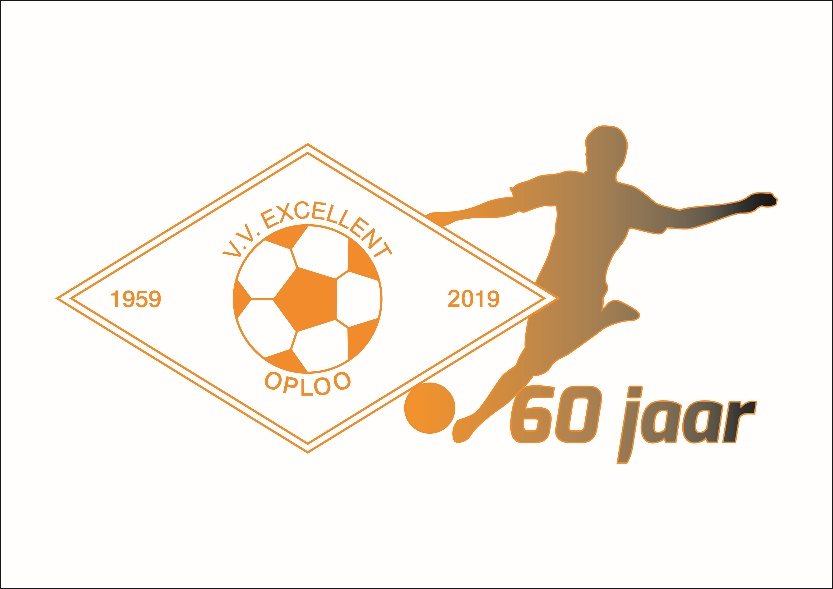 V.V. EXCELLENT
1959
2019
OPLOO
60 jaar